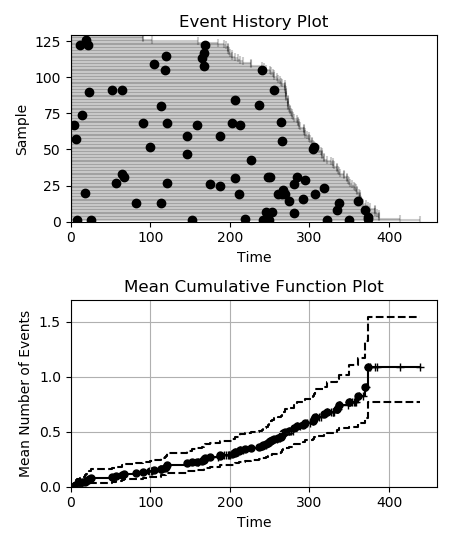 Event History Plot
125
100
75
50
25
0
Sample
0 100 200 300 400
Time
Mean Cumulative Function Plot
1.5
1.0
0.5
0.0
Mean Number of Events
0 100 200 300 400
Time